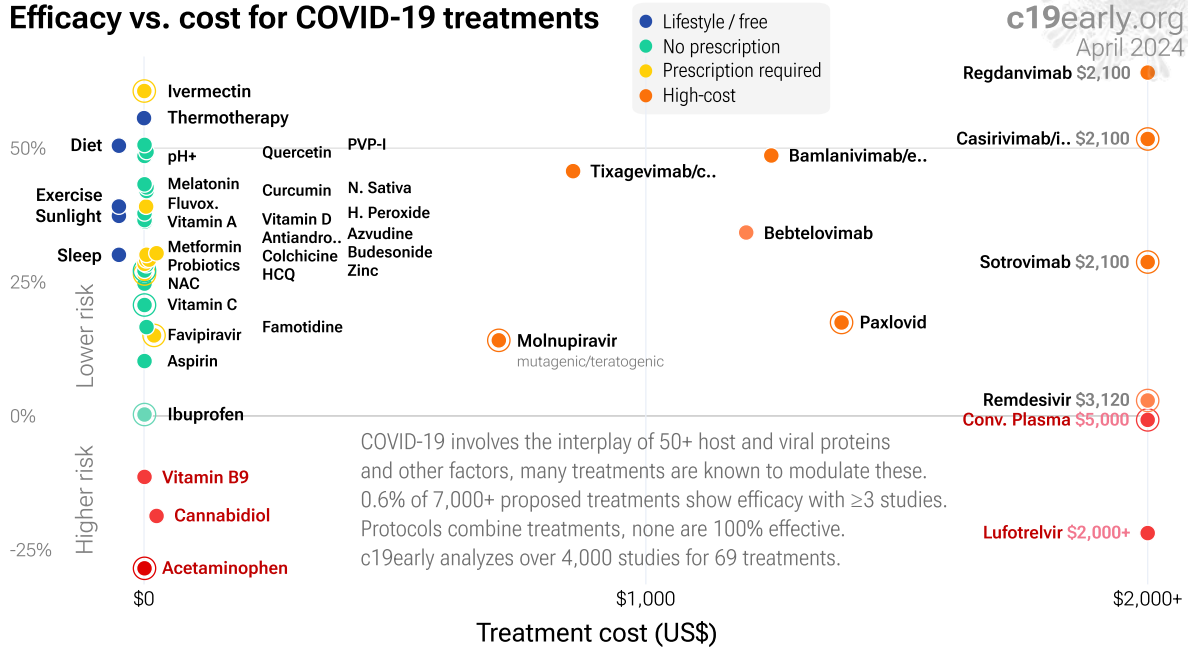 Efficacy vs. cost for COVID-19 treatments
Lifestyle / free
No prescription
Prescription required
High-cost
c19early.org
April 2024
Regdanvimab $2,100
Ivermectin
Thermotherapy
Diet
50%
pH+
Quercetin
PVP-I
Casirivimab/i.. $2,100
Bamlanivimab/e..
Tixagevimab/c..
Melatonin
Curcumin
N. Sativa
Exercise
Fluvox.
Sunlight
Vitamin A
Vitamin D
H. Peroxide
Antiandro..
Azvudine
Bebtelovimab
Sleep
Metformin
Colchicine
Budesonide
Probiotics
HCQ
Zinc
Sotrovimab $2,100
25%
NAC
Vitamin C
Lower risk
Favipiravir
Famotidine
Paxlovid
Molnupiravir
mutagenic/teratogenic
Aspirin
Remdesivir $3,120
0%
Ibuprofen
Conv. Plasma $5,000
COVID-19 involves the interplay of 50+ host and viral proteins
and other factors, many treatments are known to modulate these.
0.6% of 7,000+ proposed treatments show efficacy with ≥3 studies.
Protocols combine treatments, none are 100% effective.
c19early analyzes over 4,000 studies for 69 treatments.
Higher risk
Vitamin B9
Cannabidiol
Lufotrelvir $2,000+
-25%
Acetaminophen
$0
$1,000
$2,000+
Treatment cost (US$)